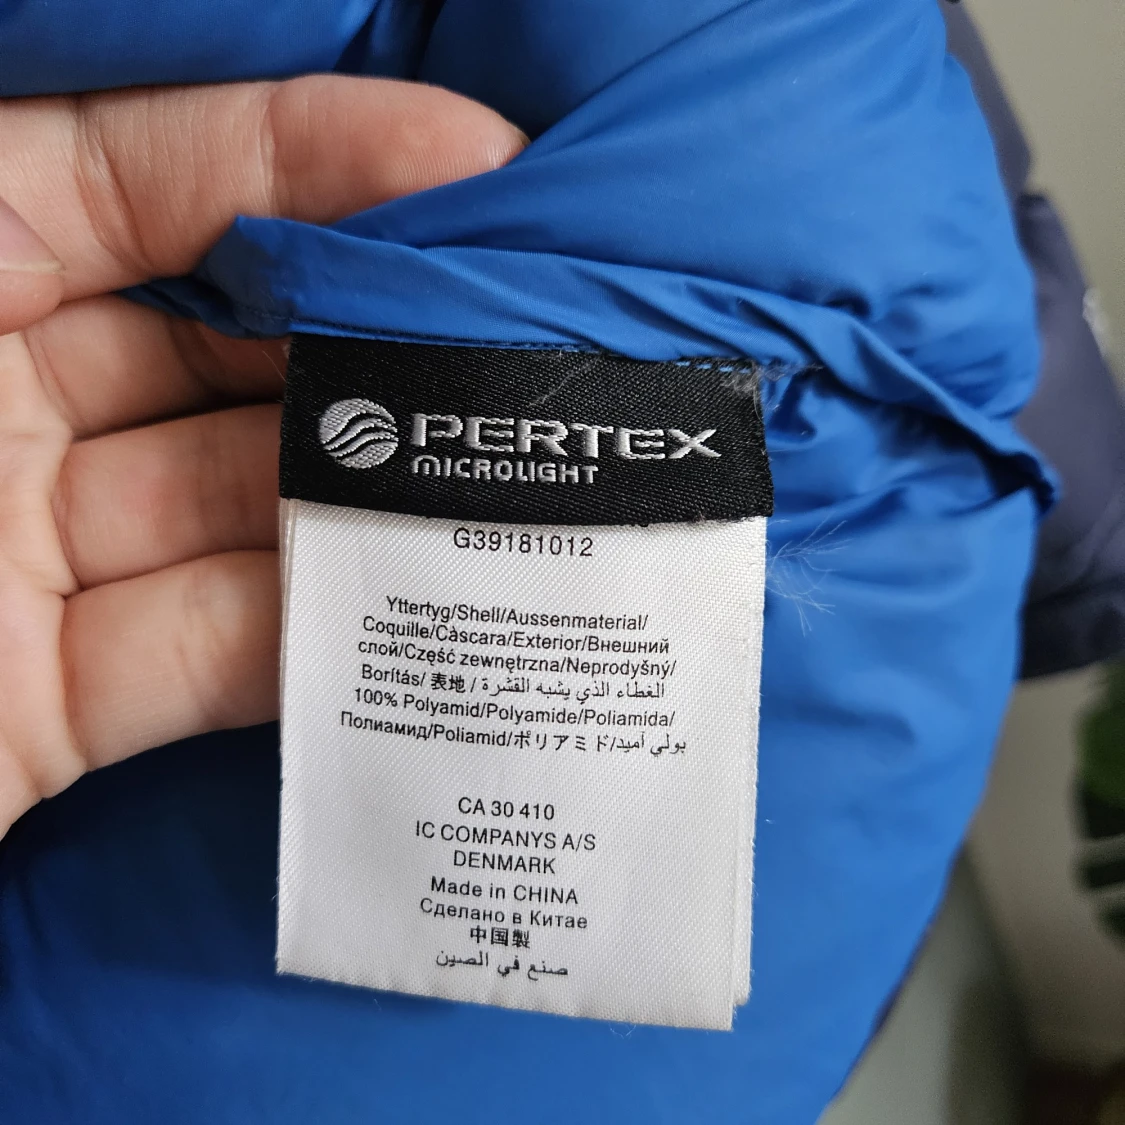 PERTEX
MICROLIGHT
G39181012
Yttertyg/Shell/Aussenmaterial/
Coquille/Càscara/Exterior/Внешний
слой/Część zewnętrzna/Neprodyšný/
Borítás/ 表地 / الغطاء الذي يشبه القشرة
100% Polyamid/Polyamide/Poliamida/
Полиамид/Poliamid/ポリアミド/بولي أميد
CA 30 410
IC COMPANYS A/S
DENMARK
Made in CHINA
Сделано в Китае
中国製
صنع في الصين